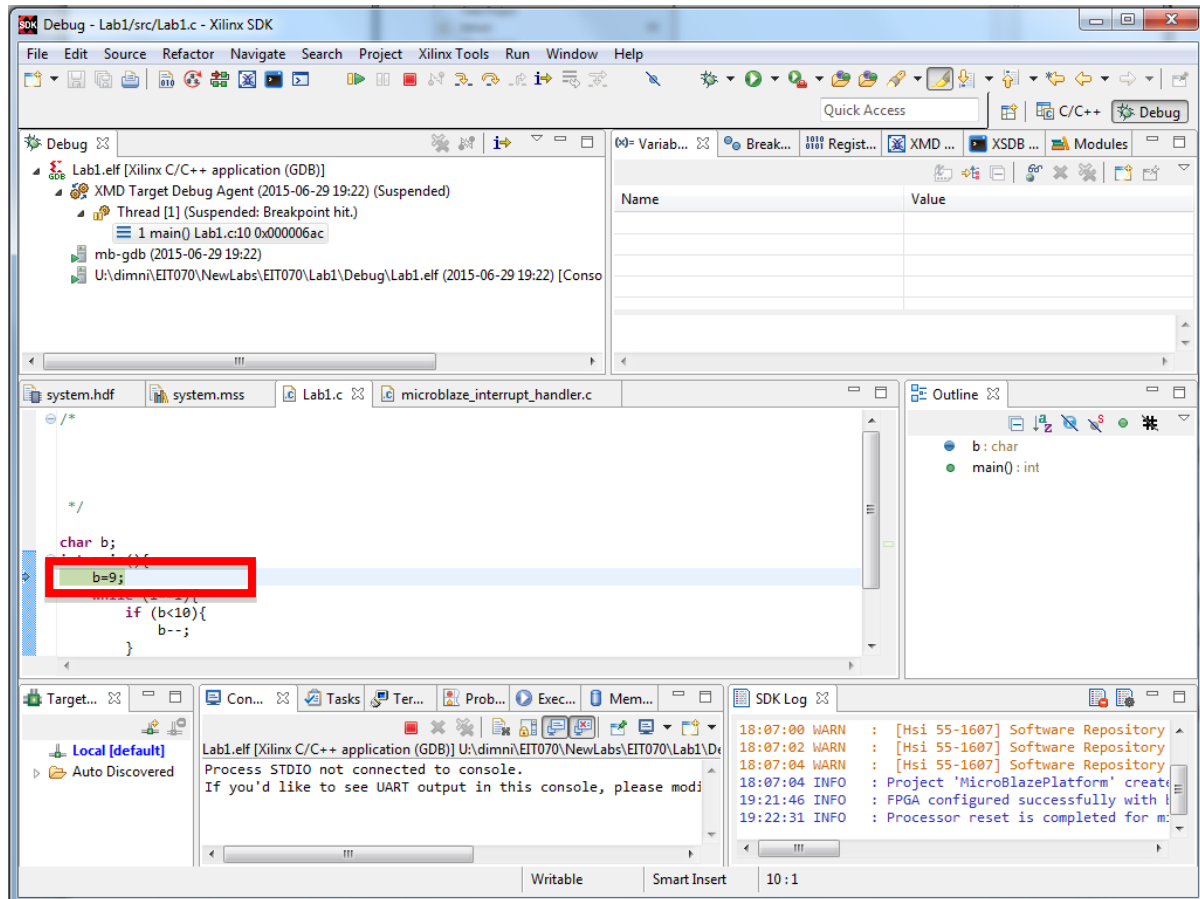 SDK Debug - Lab1/src/Lab1.c - Xilinx SDK
File Edit Source Refactor Navigate Search Project Xilinx Tools Run Window Help
Quick Access
C/C++ Debug
Debug
(x)= Variab... Break... Regist... XMD ... XSDB ... Modules
Lab1.elf [Xilinx C/C++ application (GDB)]
XMD Target Debug Agent (2015-06-29 19:22) (Suspended)
Thread [1] (Suspended: Breakpoint hit.)
1 main() Lab1.c:10 0x000006ac
mb-gdb (2015-06-29 19:22)
U:\dimni\EIT070\NewLabs\EIT070\Lab1\Debug\Lab1.elf (2015-06-29 19:22) [Conso
Name Value
system.hdf system.mss Lab1.c microblaze_interrupt_handler.c
/*
*/
char b;
b=9;
if (b<10){
b--;
}
Outline
b : char
main() : int
Target...
Local [default]
Auto Discovered
Con... Tasks Ter... Prob... Exec... Mem...
Lab1.elf [Xilinx C/C++ application (GDB)] U:\dimni\EIT070\NewLabs\EIT070\Lab1\De
Process STDIO not connected to console.
If you'd like to see UART output in this console, please modi
SDK Log
18:07:00 WARN : [Hsi 55-1607] Software Repository
18:07:02 WARN : [Hsi 55-1607] Software Repository
18:07:04 WARN : [Hsi 55-1607] Software Repository
18:07:04 INFO : Project 'MicroBlazePlatform' create
19:21:46 INFO : FPGA configured successfully with
19:22:31 INFO : Processor reset is completed for
Writable Smart Insert 10 : 1